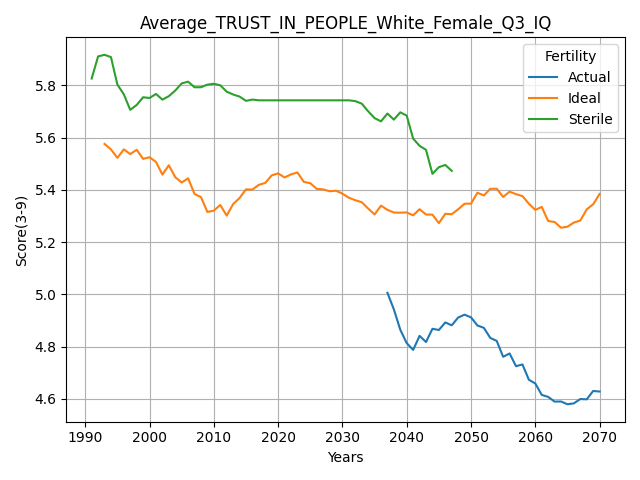 Average_TRUST_IN_PEOPLE_White_Female_Q3_IQ
Fertility
Actual
Ideal
Sterile
Score(3-9)
5.8
5.6
5.4
5.2
5.0
4.8
4.6
1990 2000 2010 2020 2030 2040 2050 2060 2070
Years